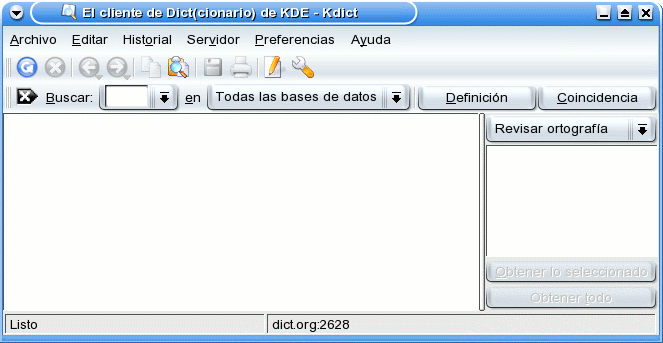 El cliente de Dict(cionario) de KDE - Kdict
Archivo Editar Historial Servidor Preferencias Ayuda
Buscar: en Todas las bases de datos Definición Coincidencia
Revisar ortografía
Obtener lo seleccionado
Obtener todo
Listo dict.org:2628